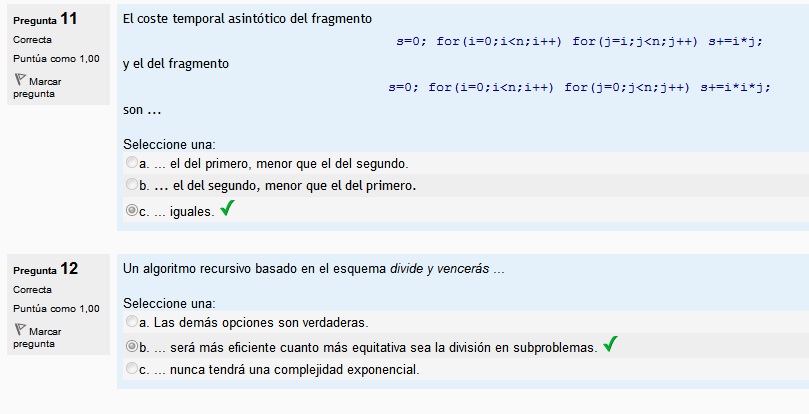 Pregunta 11
Correcta
Puntúa como 1,00
Marcar
pregunta
El coste temporal asintótico del fragmento
s=0; for(i=0;i<n;i++) for(j=i;j<n;j++) s+=i*j;
y el del fragmento
s=0; for(i=0;i<n;i++) for(j=0;j<n;j++) s+=i*i*j;
son ...
Seleccione una:
a. ... el del primero, menor que el del segundo.
b. ... el del segundo, menor que el del primero.
c. ... iguales.
Pregunta 12
Correcta
Puntúa como 1,00
Marcar
pregunta
Un algoritmo recursivo basado en el esquema divide y vencerás ...
Seleccione una:
a. Las demás opciones son verdaderas.
b. ... será más eficiente cuanto más equitativa sea la división en subproblemas.
c. ... nunca tendrá una complejidad exponencial.